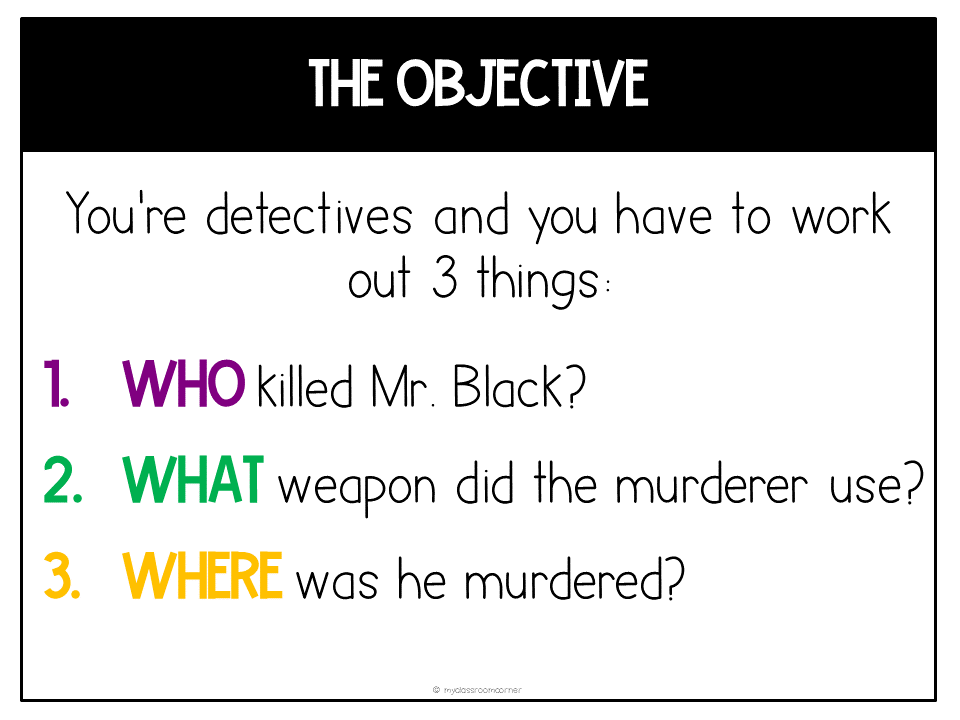 THE OBJECTIVE
You're detectives and you have to work
out 3 things:
1. WHO killed Mr. Black?
2. WHAT weapon did the murderer use?
3. WHERE was he murdered?
© myclassroomcorner